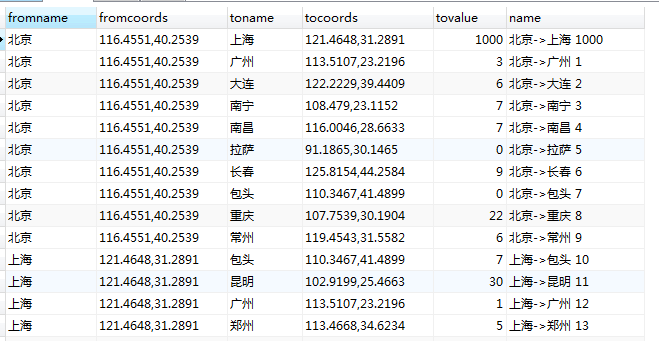 fromname fromcoords toname tocoords tovalue name
北京 116.4551,40.2539 上海 121.4648,31.2891 1000 北京->上海 1000
北京 116.4551,40.2539 广州 113.5107,23.2196 3 北京->广州 1
北京 116.4551,40.2539 大连 122.2229,39.4409 6 北京->大连 2
北京 116.4551,40.2539 南宁 108.479,23.1152 7 北京->南宁 3
北京 116.4551,40.2539 南昌 116.0046,28.6633 7 北京->南昌 4
北京 116.4551,40.2539 拉萨 91.1865,30.1465 0 北京->拉萨 5
北京 116.4551,40.2539 长春 125.8154,44.2584 9 北京->长春 6
北京 116.4551,40.2539 包头 110.3467,41.4899 0 北京->包头 7
北京 116.4551,40.2539 重庆 107.7539,30.1904 22 北京->重庆 8
北京 116.4551,40.2539 常州 119.4543,31.5582 6 北京->常州 9
上海 121.4648,31.2891 包头 110.3467,41.4899 7 上海->包头 10
上海 121.4648,31.2891 昆明 102.9199,25.4663 30 上海->昆明 11
上海 121.4648,31.2891 广州 113.5107,23.2196 1 上海->广州 12
上海 121.4648,31.2891 郑州 113.4668,34.6234 5 上海->郑州 13